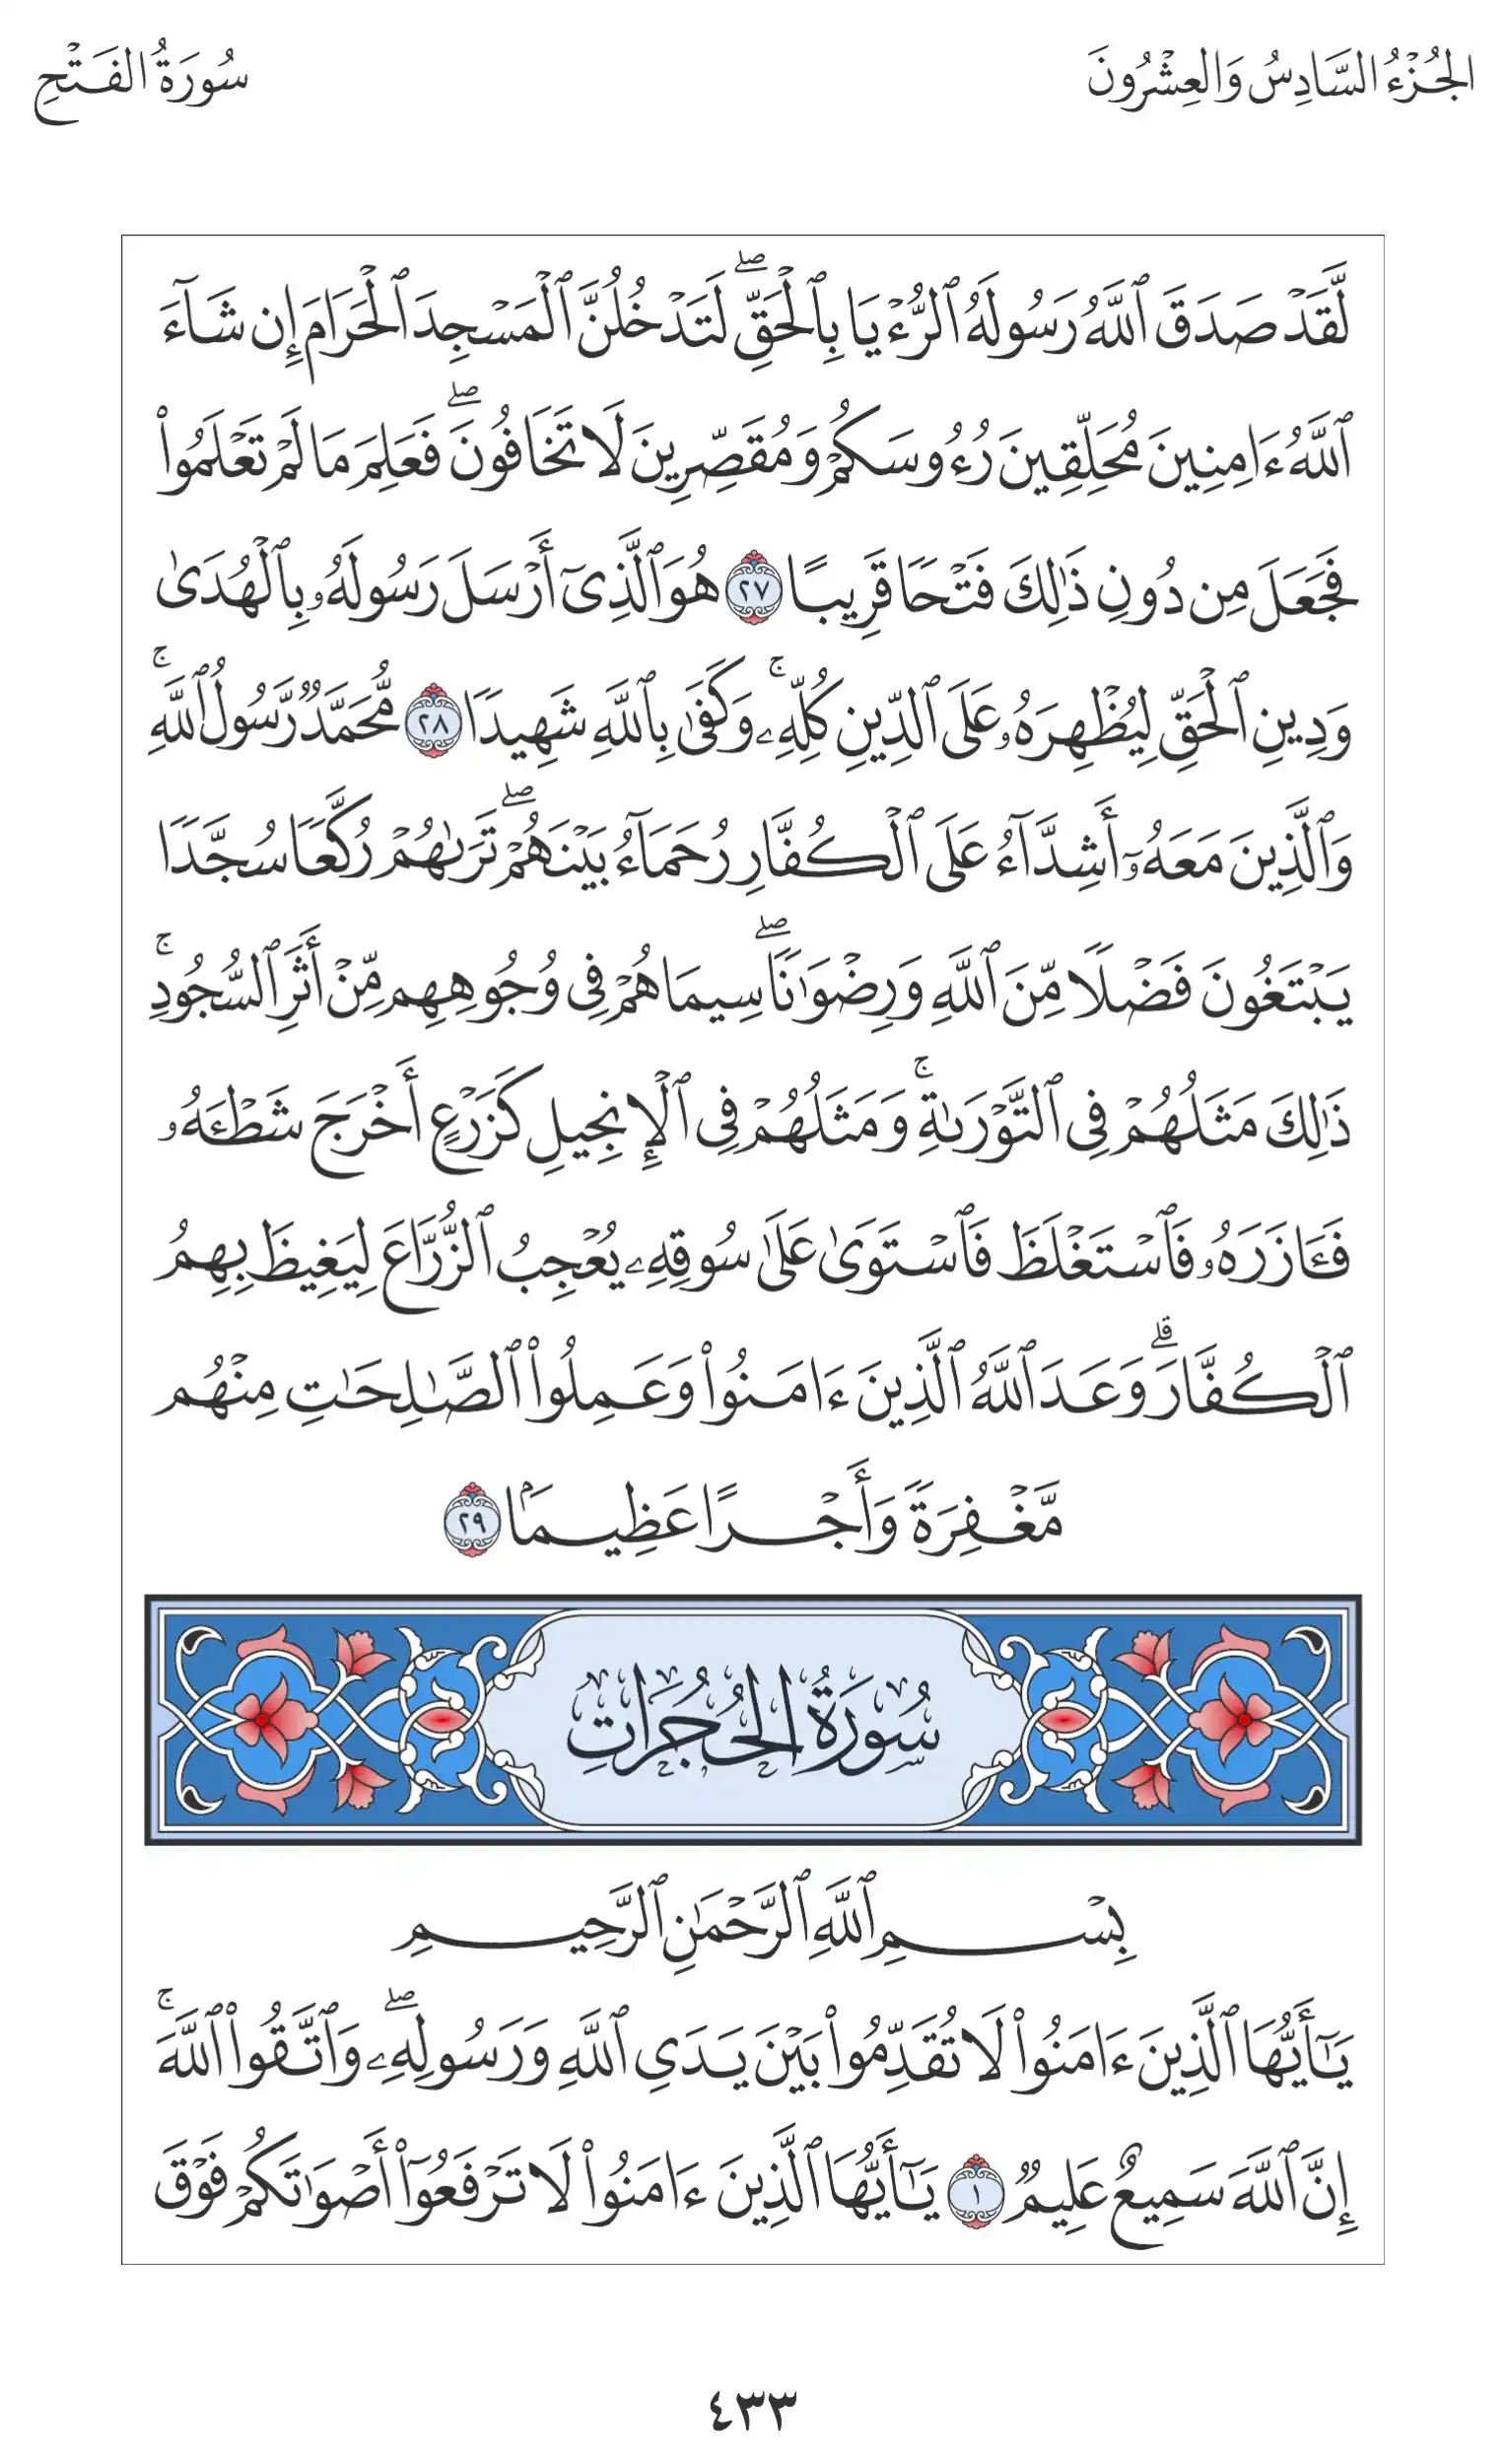 الجُزْءُ السَّادِسُ وَالعِشْرُونَ
سُورَةُ الفَتْحِ
لَّقَدْ صَدَقَ ٱللَّهُ رَسُولَهُ ٱلرُّءْيَا بِٱلْحَقِّۖ لَتَدْخُلُنَّ ٱلْمَسْجِدَ ٱلْحَرَامَ إِن شَآءَ
ٱللَّهُ ءَامِنِينَ مُحَلِّقِينَ رُءُوسَكُمْ وَمُقَصِّرِينَ لَا تَخَافُونَۖ فَعَلِمَ مَا لَمْ تَعْلَمُوا۟
فَجَعَلَ مِن دُونِ ذَٰلِكَ فَتْحًا قَرِيبًا ٢٧ هُوَ ٱلَّذِىٓ أَرْسَلَ رَسُولَهُۥ بِٱلْهُدَىٰ
وَدِينِ ٱلْحَقِّ لِيُظْهِرَهُۥ عَلَى ٱلدِّينِ كُلِّهِۦۚ وَكَفَىٰ بِٱللَّهِ شَهِيدًا ٢٨ مُّحَمَّدٌ رَّسُولُ ٱللَّهِۚ
وَٱلَّذِينَ مَعَهُۥٓ أَشِدَّآءُ عَلَى ٱلْكُفَّارِ رُحَمَآءُ بَيْنَهُمْۖ تَرَىٰهُمْ رُكَّعًا سُجَّدًا
يَبْتَغُونَ فَضْلًا مِّنَ ٱللَّهِ وَرِضْوَٰنًاۖ سِيمَاهُمْ فِى وُجُوهِهِم مِّنْ أَثَرِ ٱلسُّجُودِۚ
ذَٰلِكَ مَثَلُهُمْ فِى ٱلتَّوْرَىٰةِۚ وَمَثَلُهُمْ فِى ٱلْإِنجِيلِ كَزَرْعٍ أَخْرَجَ شَطْـَٔهُۥ
فَـَٔازَرَهُۥ فَٱسْتَغْلَظَ فَٱسْتَوَىٰ عَلَىٰ سُوقِهِۦ يُعْجِبُ ٱلزُّرَّاعَ لِيَغِيظَ بِهِمُ
ٱلْكُفَّارَۗ وَعَدَ ٱللَّهُ ٱلَّذِينَ ءَامَنُوا۟ وَعَمِلُوا۟ ٱلصَّـٰلِحَـٰتِ مِنْهُم
مَّغْفِرَةً وَأَجْرًا عَظِيمَۢا ٢٩
سُورَةُ الحُجُرَاتِ
بِسْمِ ٱللَّهِ ٱلرَّحْمَـٰنِ ٱلرَّحِيمِ
يَـٰٓأَيُّهَا ٱلَّذِينَ ءَامَنُوا۟ لَا تُقَدِّمُوا۟ بَيْنَ يَدَىِ ٱللَّهِ وَرَسُولِهِۦۖ وَٱتَّقُوا۟ ٱللَّهَۚ
إِنَّ ٱللَّهَ سَمِيعٌ عَلِيمٌ ١ يَـٰٓأَيُّهَا ٱلَّذِينَ ءَامَنُوا۟ لَا تَرْفَعُوٓا۟ أَصْوَٰتَكُمْ فَوْقَ
٤٣٣